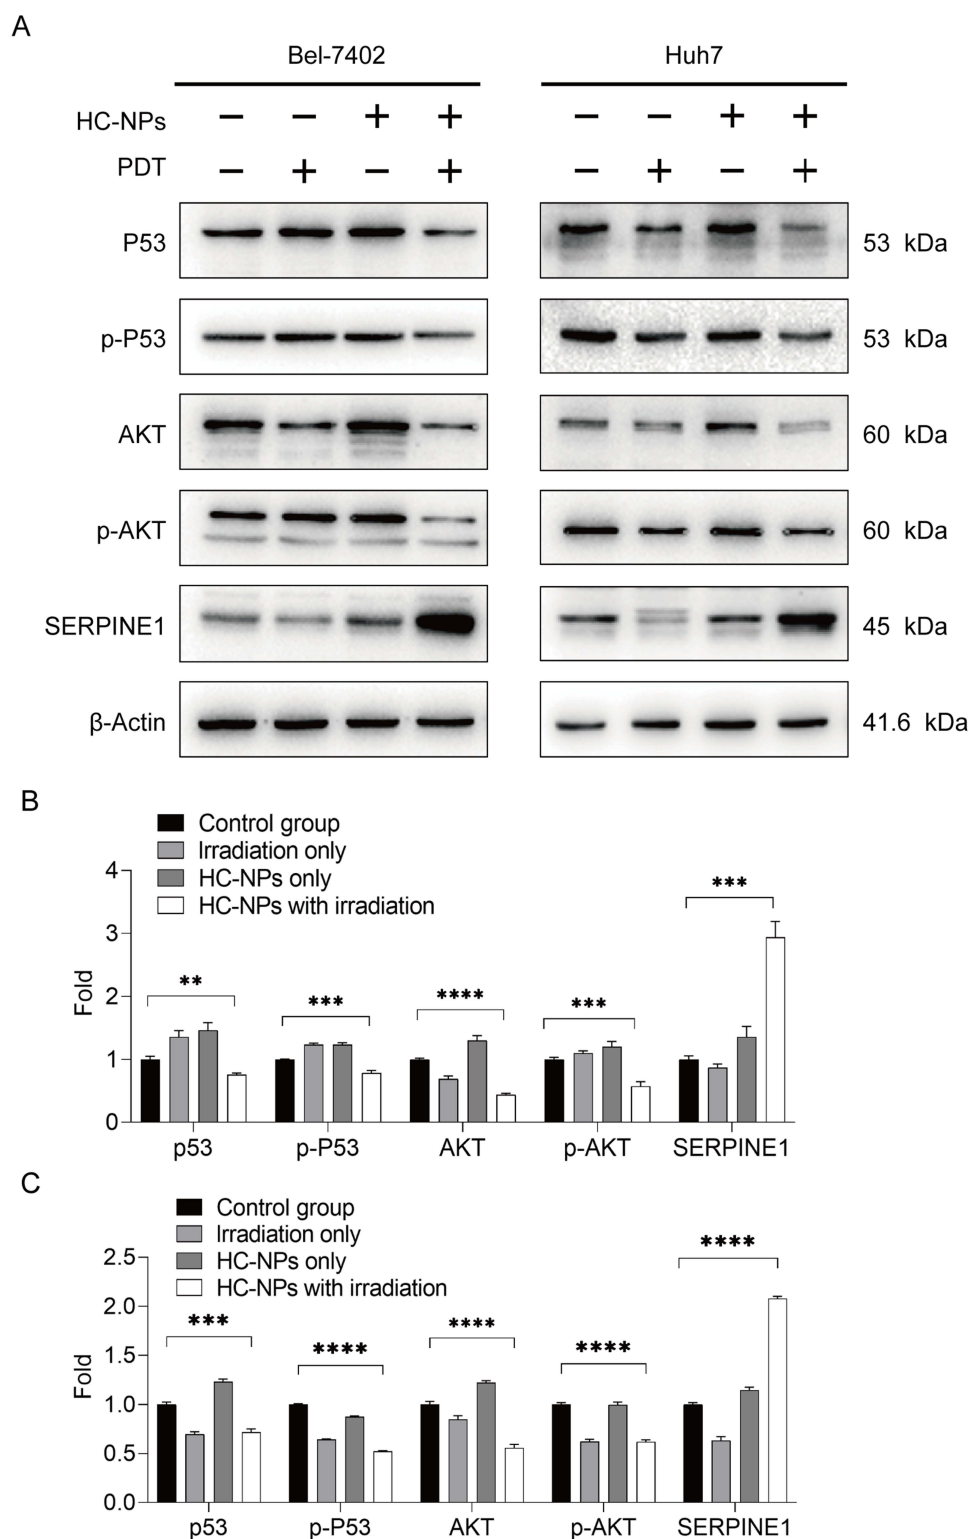 A
Bel-7402 Huh7
HC-NPs − − + + − − + +
PDT − + − + − + − +
P53 53 kDa
p-P53 53 kDa
AKT 60 kDa
p-AKT 60 kDa
SERPINE1 45 kDa
β-Actin 41.6 kDa
B
Control group
Irradiation only
HC-NPs only
HC-NPs with irradiation
Fold
4
3
2
1
0
** *** **** *** ***
p53 p-P53 AKT p-AKT SERPINE1
C
Control group
Irradiation only
HC-NPs only
HC-NPs with irradiation
Fold
2.5
2.0
1.5
1.0
0.5
0.0
*** **** **** **** ****
p53 p-P53 AKT p-AKT SERPINE1